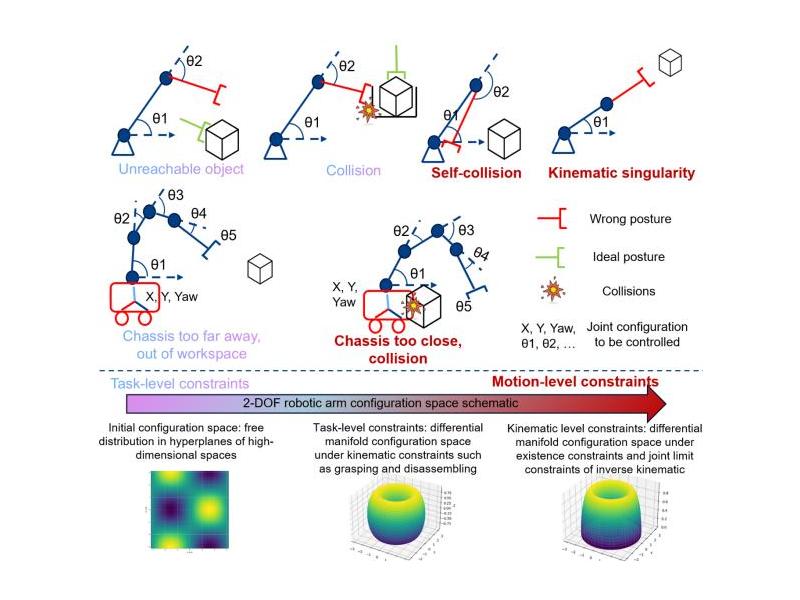 θ2
θ1
Unreachable object
θ2
θ1
Collision
θ1
θ2
Self-collision
θ1
Kinematic singularity
θ3
θ2
θ4
θ5
θ1
X, Y, Yaw
Chassis too far away,
out of workspace
θ2
θ3
θ4
θ1
X, Y,
Yaw
θ5
Chassis too close,
collision
Wrong posture
Ideal posture
Collisions
X, Y, Yaw,
θ1, θ2, ...
Joint configuration
to be controlled
Task-level constraints
Motion-level constraints
2-DOF robotic arm configuration space schematic
Initial configuration space: free
distribution in hyperplanes of high-
dimensional spaces
Task-level constraints: differential
manifold configuration space
under kinematic constraints such
as grasping and disassembling
Kinematic level constraints: differential
manifold configuration space under
existence constraints and joint limit
constraints of inverse kinematic